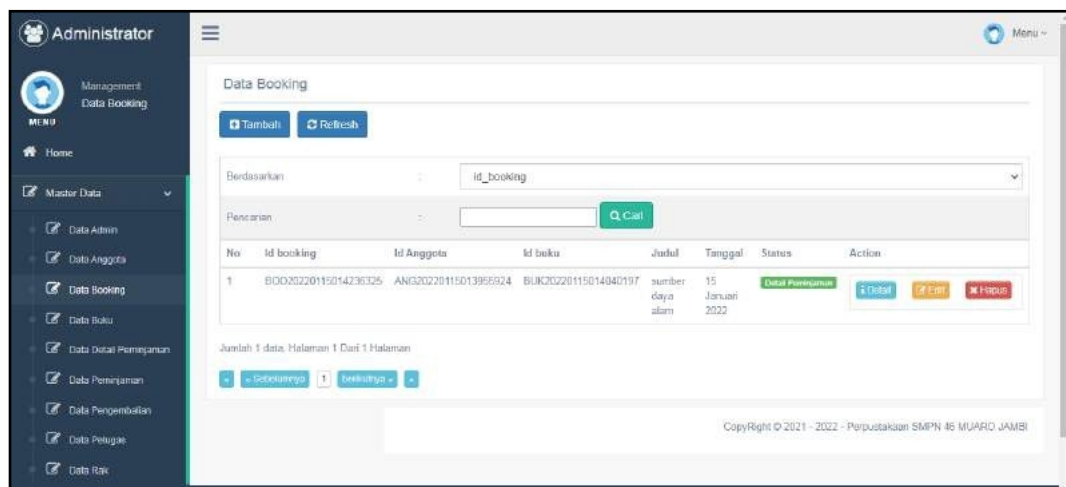 Administrator
Menu
Management
Data Booking
MENU
Home
Master Data
Data Admin
Data Anggota
Data Booking
Data Buku
Data Detail Peminjaman
Data Peminjaman
Data Pengembalian
Data Petugas
Data Rak
Data Booking
Tambah Refresh
Berdasarkan : id_booking
Pencarian : Cari
No Id booking Id Anggota Id buku Judul Tanggal Status Action
1 BOO20220115014236325 BUK20220115014040197 sumber daya alam 15 Januari 2022 Detail Peminjaman Detail Edit Hapus
Jumlah 1 data, Halaman 1 Dari 1 Halaman
« « Sebelumnya 1 berikutnya » »
CopyRight © 2021 - 2022 - Perpustakaan SMPN 46 MUARO JAMBI